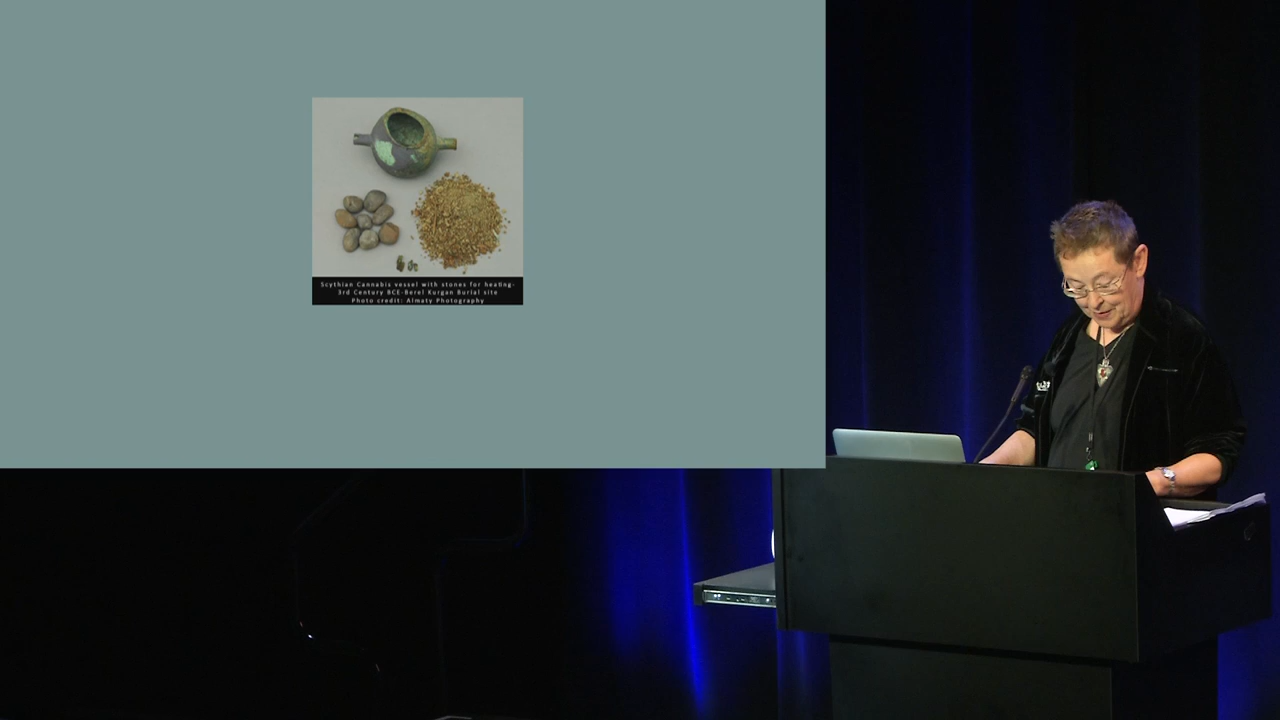 Scythian Cannabis vessel with stones for heating-
3rd Century BCE-Berel Kurgan Burial site
Photo credit: Almaty Photography